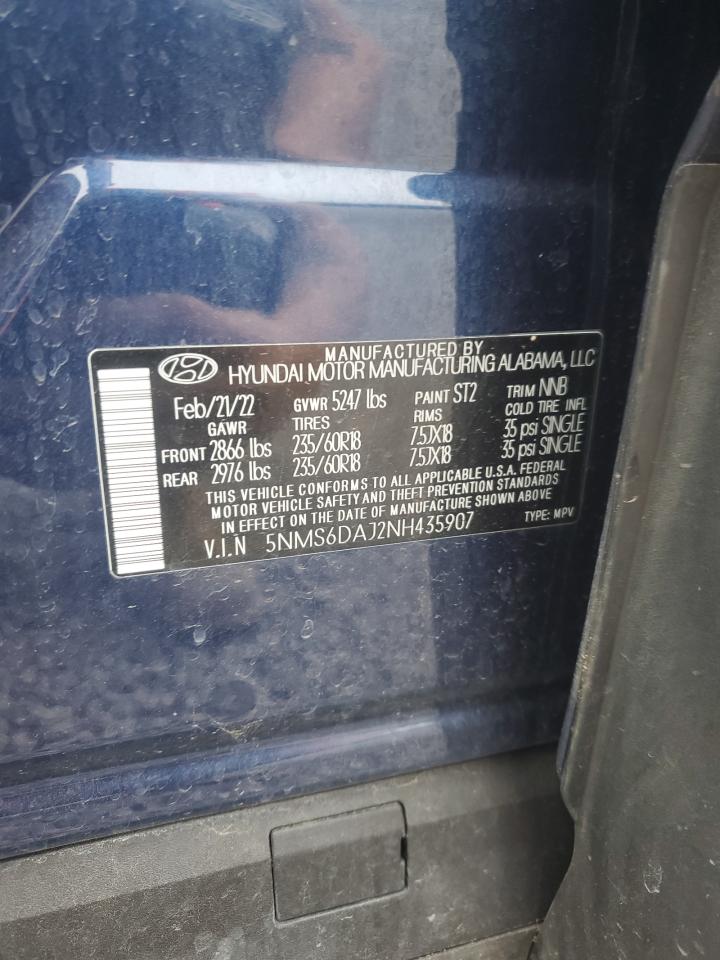 MANUFACTURED BY
HYUNDAI MOTOR MANUFACTURING ALABAMA, LLC
Feb/21/22 GVWR 5247 lbs PAINT ST2 TRIM NNB
GAWR TIRES RIMS COLD TIRE INFL
FRONT 2866 lbs 235/60R18 7.5JX18 35 psi SINGLE
REAR 2976 lbs 235/60R18 7.5JX18 35 psi SINGLE
THIS VEHICLE CONFORMS TO ALL APPLICABLE U.S.A. FEDERAL
MOTOR VEHICLE SAFETY AND THEFT PREVENTION STANDARDS
IN EFFECT ON THE DATE OF MANUFACTURE SHOWN ABOVE
V.I.N 5NMS6DAJ2NH435907 TYPE: MPV